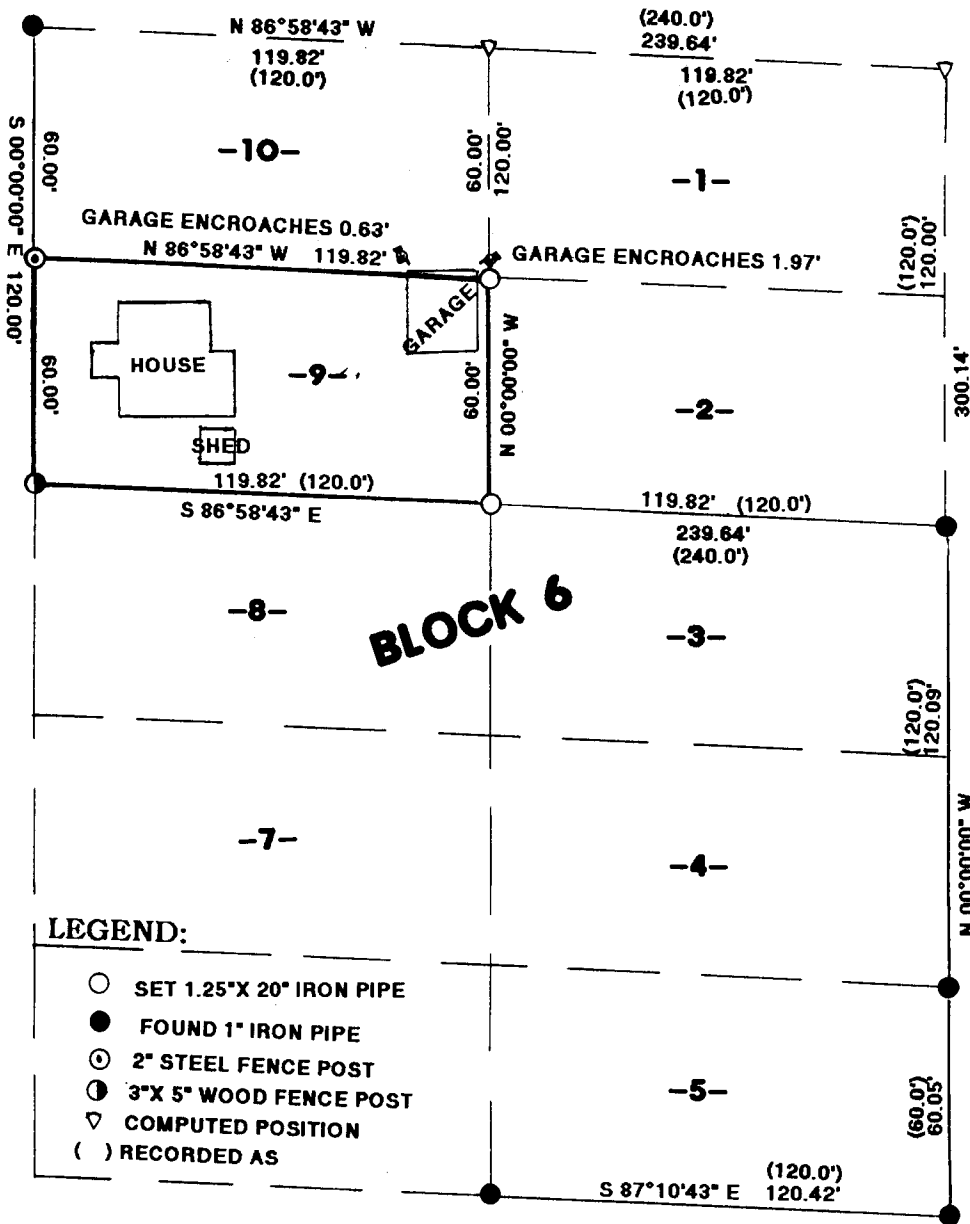 N 86°58'43" W
119.82'
(120.0')
(240.0')
239.64'
119.82'
(120.0')
S 00°00'00" E 120.00'
60.00'
-10-
60.00'
120.00'
-1-
(120.0')
120.00'
GARAGE ENCROACHES 0.63'
N 86°58'43" W 119.82'
GARAGE ENCROACHES 1.97'
HOUSE
GARAGE
-9-
60.00'
60.00'
N 00°00'00" W
-2-
300.14'
SHED
119.82' (120.0')
S 86°58'43" E
119.82' (120.0')
239.64'
(240.0')
-8-
BLOCK 6
-3-
(120.0')
120.09'
-7-
-4-
N 00°00'00" W
LEGEND:
SET 1.25"X 20" IRON PIPE
FOUND 1" IRON PIPE
2" STEEL FENCE POST
3"X 5" WOOD FENCE POST
COMPUTED POSITION
( ) RECORDED AS
-5-
(60.0')
60.05'
(120.0')
S 87°10'43" E 120.42'